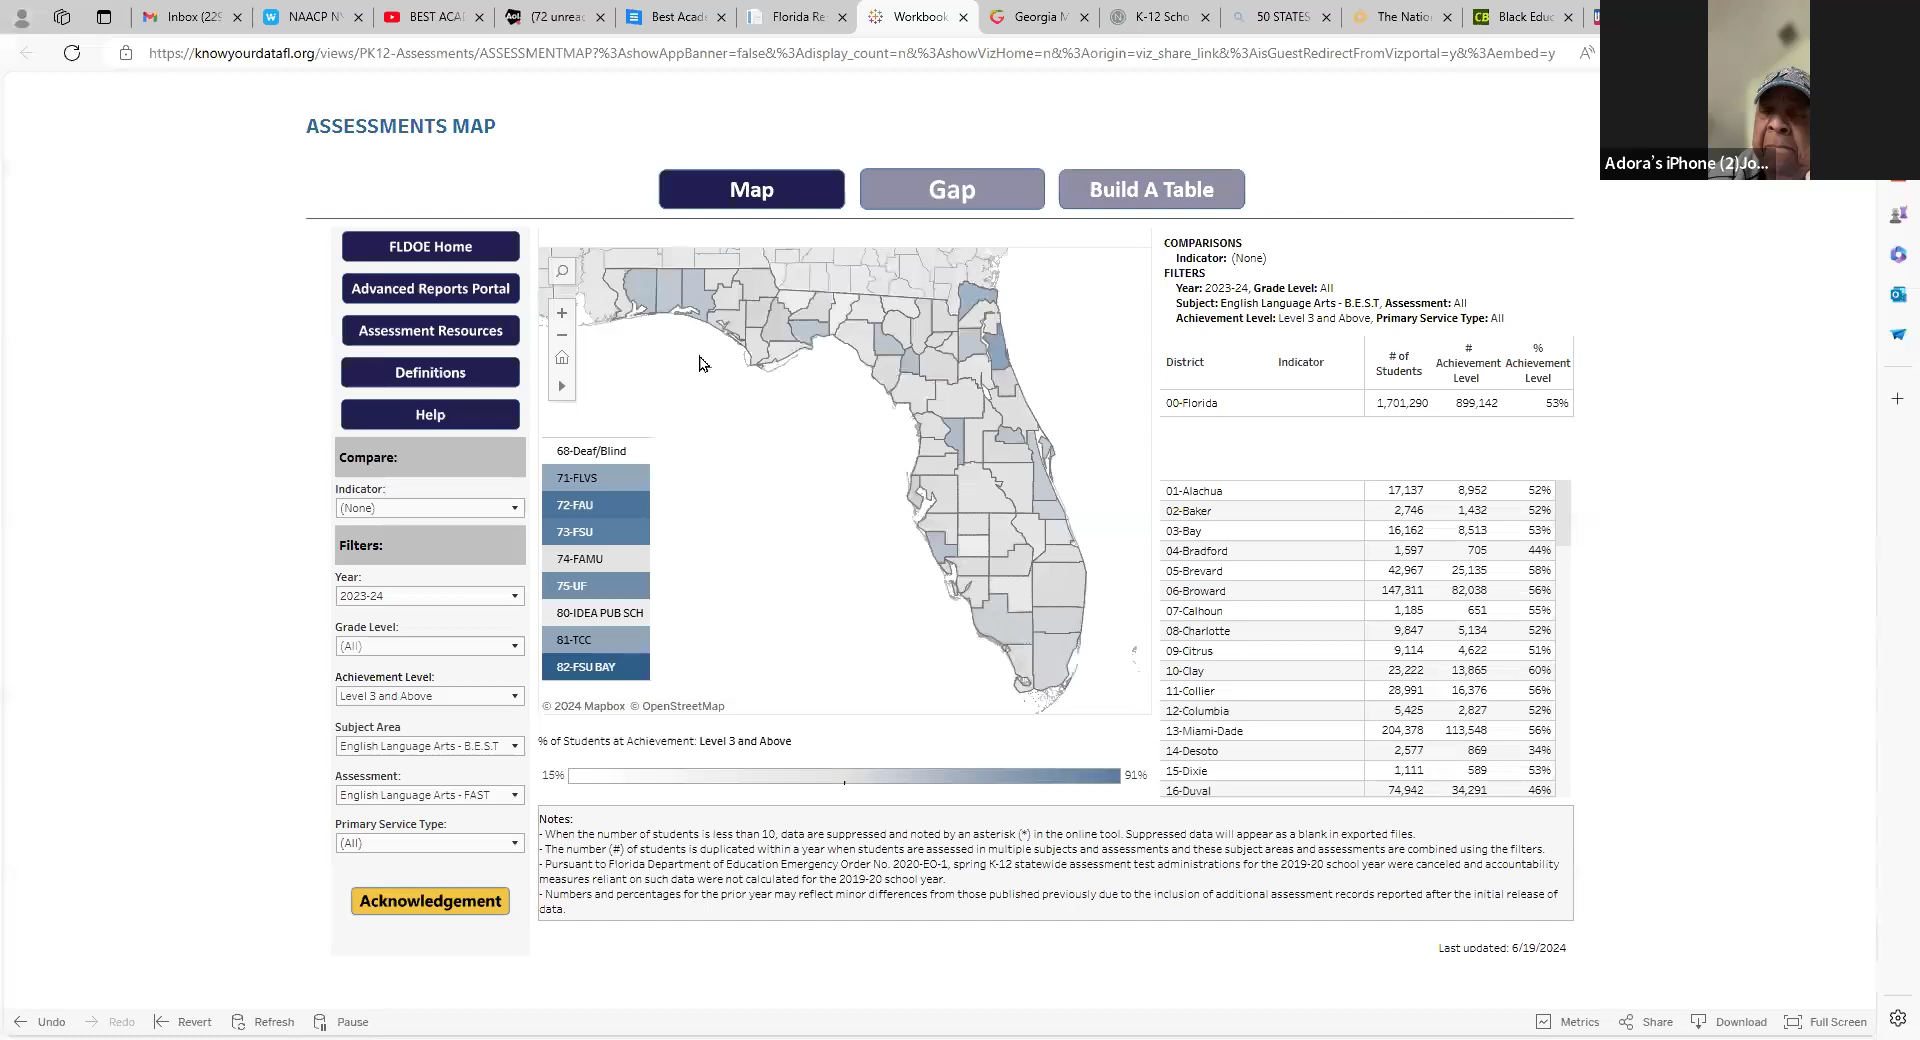 Inbox (229
NAACP NY
BEST ACAD
(72 unrea
Best Acade
Florida Re
Workbook
Georgia M
K-12 Scho
50 STATES
The Natio
Black Educ
https://knowyourdatafl.org/views/PK12-Assessments/ASSESSMENTMAP?%3AshowAppBanner=false&%3Adisplay_count=n&%3AshowVizHome=n&%3Aorigin=viz_share_link&%3AisGuestRedirectFromVizportal=y&%3Aembed=y
Adora's iPhone (2)Jo...
ASSESSMENTS MAP
Map
Gap
Build A Table
FLDOE Home
Advanced Reports Portal
Assessment Resources
Definitions
Help
Compare:
Indicator:
(None)
Filters:
Year:
2023-24
Grade Level:
(All)
Achievement Level:
Level 3 and Above
Subject Area
English Language Arts - B.E.S.T
Assessment:
English Language Arts - FAST
Primary Service Type:
(All)
Acknowledgement
68-Deaf/Blind
71-FLVS
72-FAU
73-FSU
74-FAMU
75-UF
80-IDEA PUB SCH
81-TCC
82-FSU BAY
© 2024 Mapbox © OpenStreetMap
% of Students at Achievement: Level 3 and Above
15% 91%
COMPARISONS
Indicator: (None)
FILTERS
Year: 2023-24, Grade Level: All
Subject: English Language Arts - B.E.S.T, Assessment: All
Achievement Level: Level 3 and Above, Primary Service Type: All
District Indicator # of Students # Achievement Level % Achievement Level
00-Florida 1,701,290 899,142 53%
01-Alachua 17,137 8,952 52%
02-Baker 2,746 1,432 52%
03-Bay 16,162 8,513 53%
04-Bradford 1,597 705 44%
05-Brevard 42,967 25,135 58%
06-Broward 147,311 82,038 56%
07-Calhoun 1,185 651 55%
08-Charlotte 9,847 5,134 52%
09-Citrus 9,114 4,622 51%
10-Clay 23,222 13,865 60%
11-Collier 28,991 16,376 56%
12-Columbia 5,425 2,827 52%
13-Miami-Dade 204,378 113,548 56%
14-Desoto 2,577 869 34%
15-Dixie 1,111 589 53%
16-Duval 74,942 34,291 46%
Notes:
- When the number of students is less than 10, data are suppressed and noted by an asterisk (*) in the online tool. Suppressed data will appear as a blank in exported files.
- The number (#) of students is duplicated within a year when students are assessed in multiple subjects and assessments and these subject areas and assessments are combined using the filters.
- Pursuant to Florida Department of Education Emergency Order No. 2020-EO-1, spring K-12 statewide assessment test administrations for the 2019-20 school year were canceled and accountability
measures reliant on such data were not calculated for the 2019-20 school year.
- Numbers and percentages for the prior year may reflect minor differences from those published previously due to the inclusion of additional assessment records reported after the initial release of
data.
Last updated: 6/19/2024
Undo Redo Revert Refresh Pause Metrics Share Download Full Screen